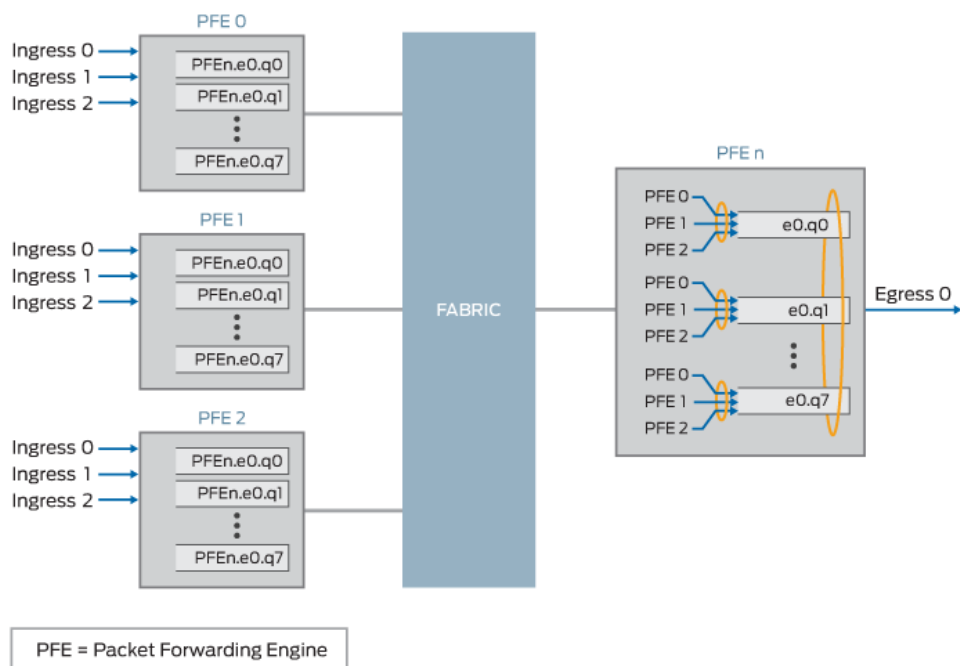 PFE 0
Ingress 0
Ingress 1
Ingress 2
PFEn.e0.q0
PFEn.e0.q1
PFEn.e0.q7
PFE 1
Ingress 0
Ingress 1
Ingress 2
PFEn.e0.q0
PFEn.e0.q1
PFEn.e0.q7
PFE 2
Ingress 0
Ingress 1
Ingress 2
PFEn.e0.q0
PFEn.e0.q1
PFEn.e0.q7
FABRIC
PFE n
PFE 0
PFE 1
PFE 2
e0.q0
PFE 0
PFE 1
PFE 2
e0.q1
PFE 0
PFE 1
PFE 2
e0.q7
Egress 0
PFE = Packet Forwarding Engine